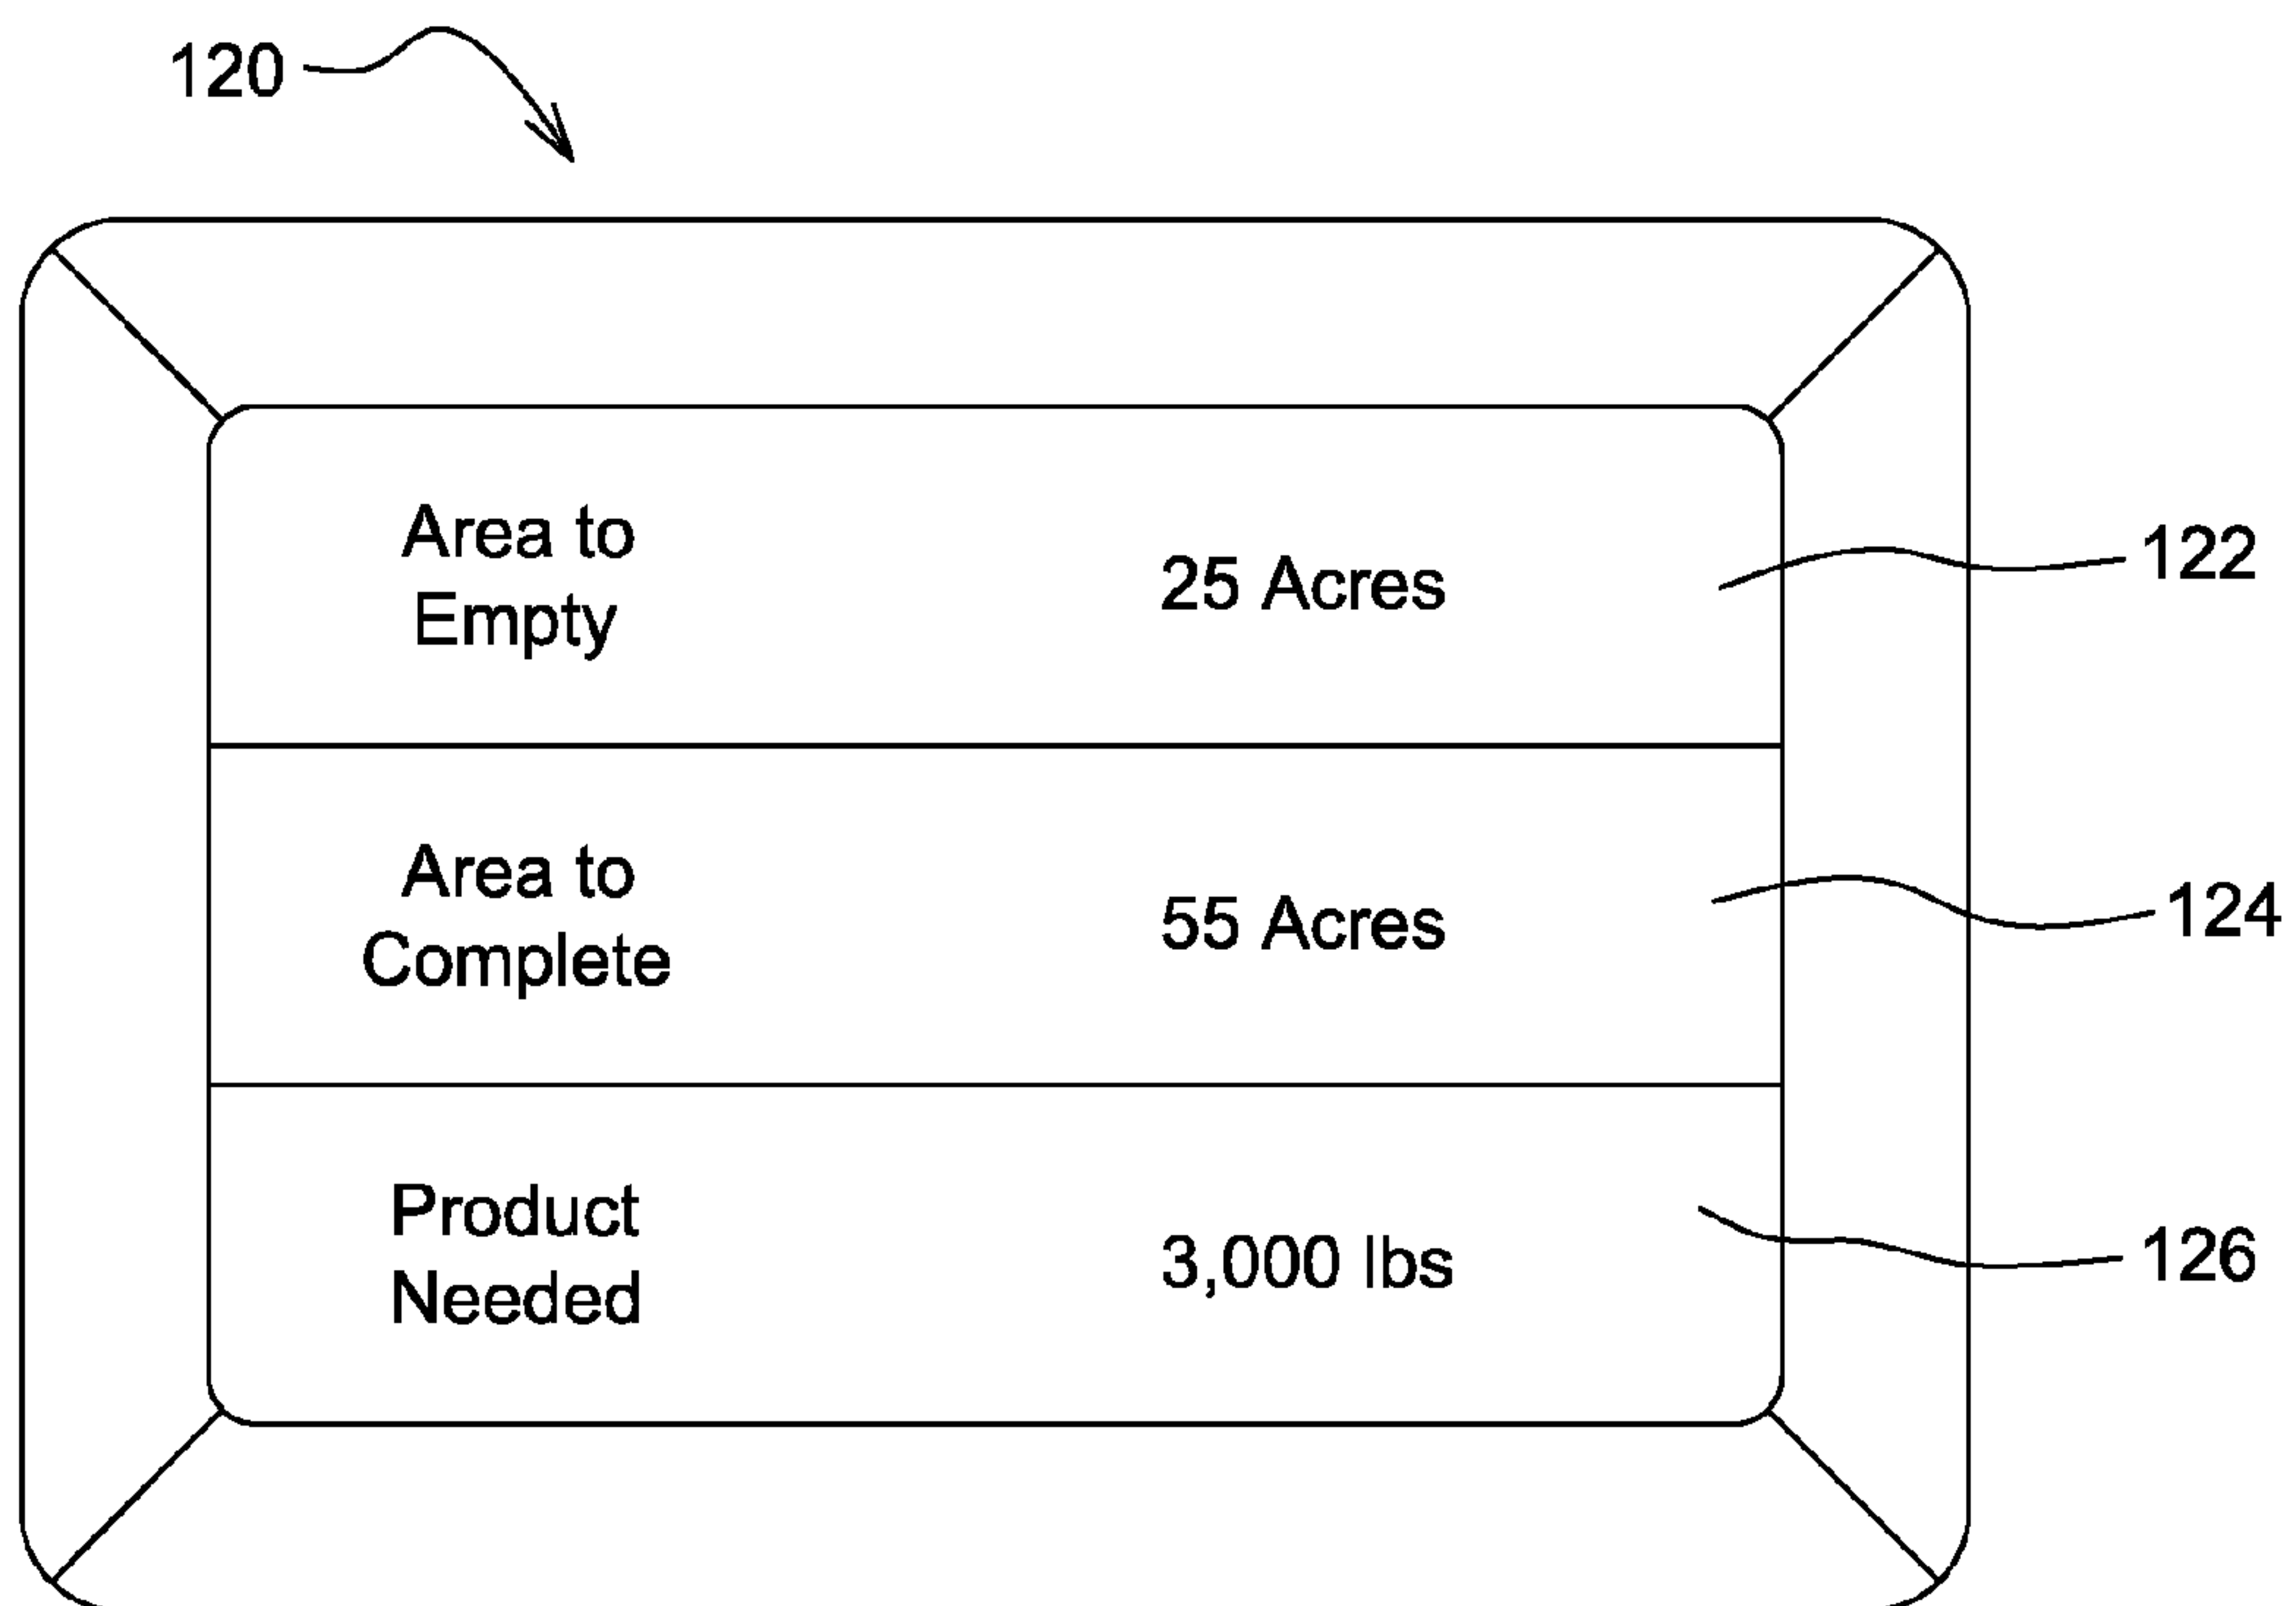 120
Area to
Empty
25 Acres
122
Area to
Complete
55 Acres
124
Product
Needed
3,000 lbs
126